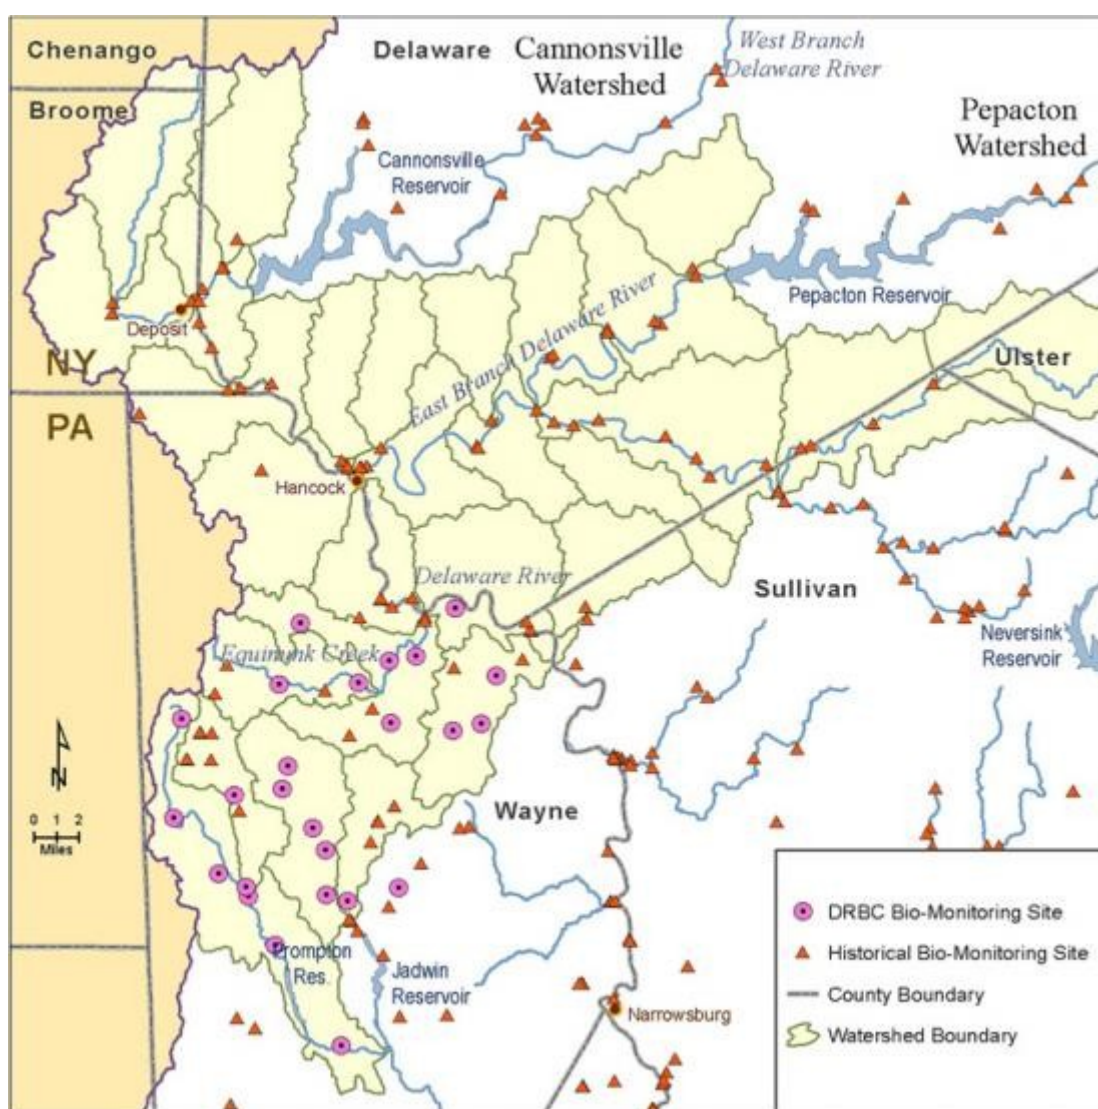 Chenango
Delaware
Cannonsville
Watershed
West Branch
Delaware River
Broome
Pepacton
Watershed
Cannonsville
Reservoir
Pepacton Reservoir
Deposit
East Branch Delaware River
NY
Ulster
PA
Hancock
Delaware River
Sullivan
Neversink
Reservoir
Equinunk Creek
N
0 1 2
Miles
Wayne
Prompton
Res.
Jadwin
Reservoir
Narrowsburg
DRBC Bio-Monitoring Site
Historical Bio-Monitoring Site
County Boundary
Watershed Boundary